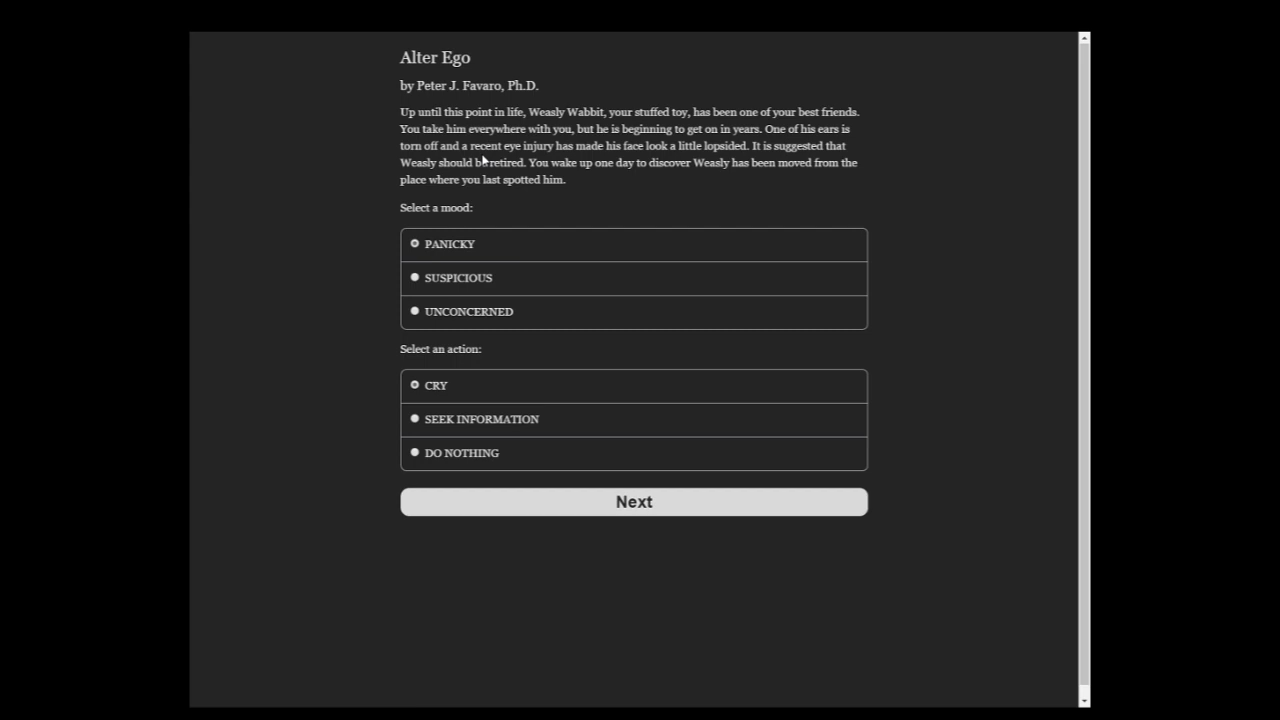 Alter Ego
by Peter J. Favaro, Ph.D.
Up until this point in life, Weasly Wabbit, your stuffed toy, has been one of your best friends.
You take him everywhere with you, but he is beginning to get on in years. One of his ears is
torn off and a recent eye injury has made his face look a little lopsided. It is suggested that
Weasly should be retired. You wake up one day to discover Weasly has been moved from the
place where you last spotted him.
Select a mood:
PANICKY
SUSPICIOUS
UNCONCERNED
Select an action:
CRY
SEEK INFORMATION
DO NOTHING
Next